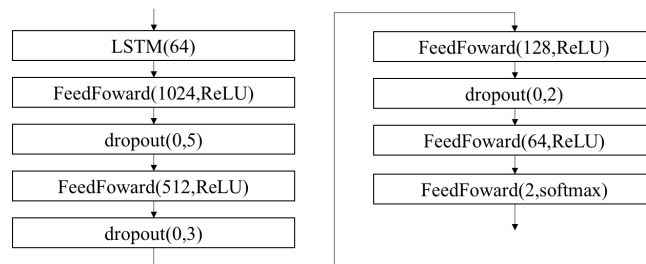 LSTM(64)
FeedFoward(1024,ReLU)
dropout(0,5)
FeedFoward(512,ReLU)
dropout(0,3)
FeedFoward(128,ReLU)
dropout(0,2)
FeedFoward(64,ReLU)
FeedFoward(2,softmax)